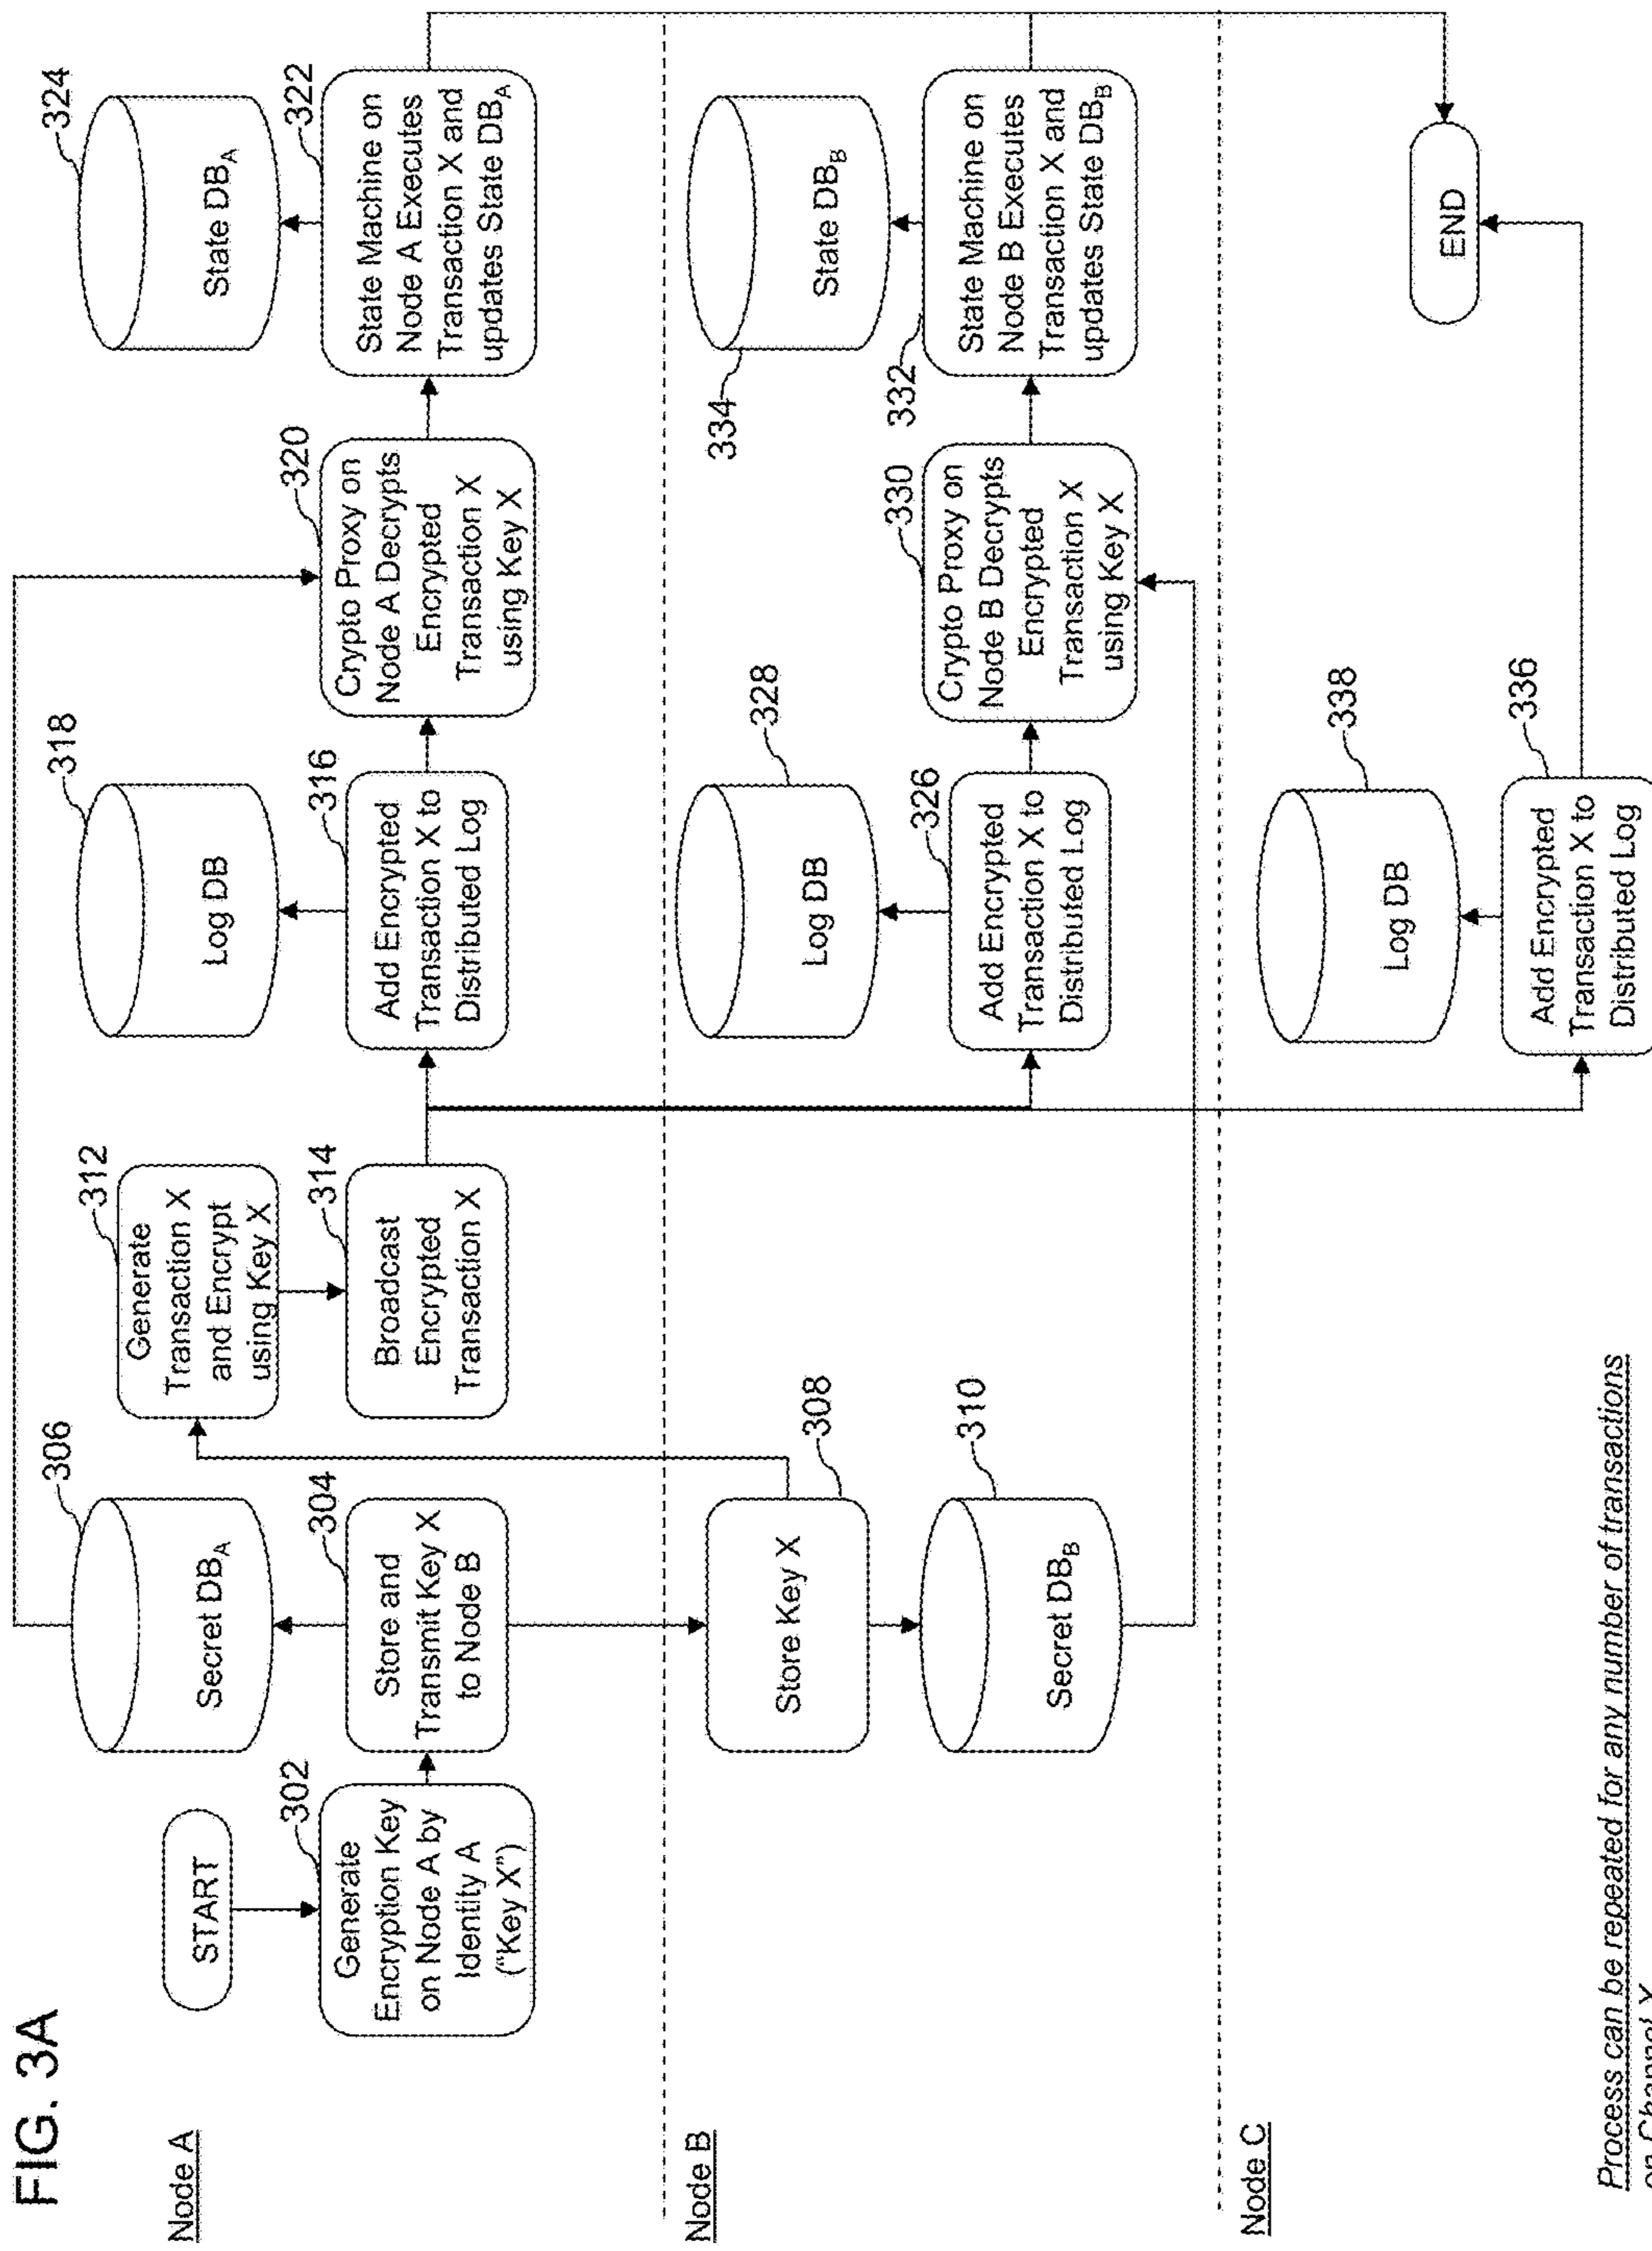 FIG. 3A
Node A
START
302
Generate
Encryption Key
on Node A by
Identity A
("Key X")
304
Store and
Transmit Key X
to Node B
306
Secret DBA
312
Generate
Transaction X
and Encrypt
using Key X
314
Broadcast
Encrypted
Transaction X
316
Add Encrypted
Transaction X to
Distributed Log
318
Log DB
320
Crypto Proxy on
Node A Decrypts
Encrypted
Transaction X
using Key X
322
State Machine on
Node A Executes
Transaction X and
updates State DBA
324
State DBA
Node B
308
Store Key X
310
Secret DBB
326
Add Encrypted
Transaction X to
Distributed Log
328
Log DB
330
Crypto Proxy on
Node B Decrypts
Encrypted
Transaction X
using Key X
332
State Machine on
Node B Executes
Transaction X and
updates State DBB
334
State DBB
Node C
336
Add Encrypted
Transaction X to
Distributed Log
338
Log DB
END
Process can be repeated for any number of transactions
on Channel X